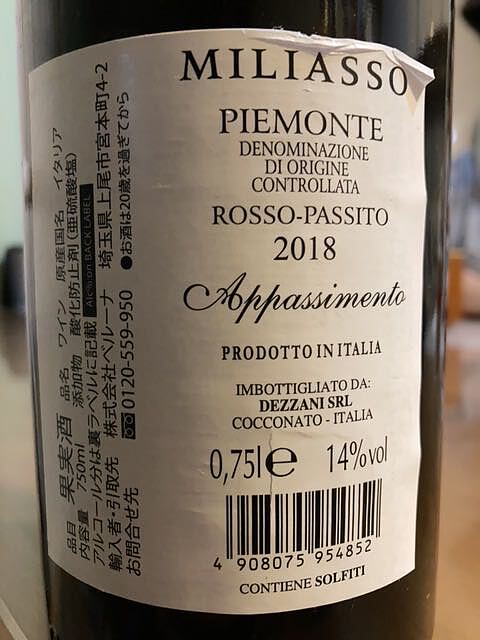 MILIASSO
PIEMONTE
DENOMINAZIONE
DI ORIGINE
CONTROLLATA
ROSSO-PASSITO
2018
Appassimento
PRODOTTO IN ITALIA
IMBOTTIGLIATO DA:
DEZZANI SRL
COCCONATO - ITALIA
0,75l e 14%vol
4 908075 954852
CONTIENE SOLFITI
品目 果実酒 品名 ワイン 原産国名 イタリア
内容量 750ml 添加物 酸化防止剤(亜硫酸塩)
アルコール分は裏ラベルに記載 Alc%on BACK LABEL
輸入者・引取先 株式会社ベルーナ 埼玉県上尾市宮本町4-2
お問合せ先 0120-559-950 ●お酒は20歳を過ぎてから